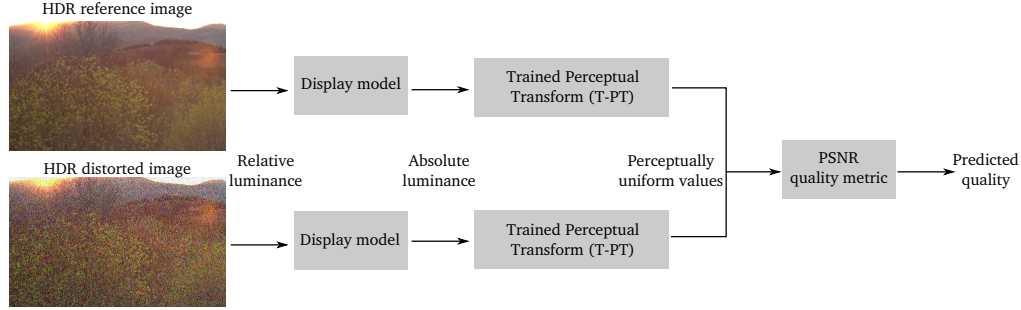 HDR reference image
Display model
Trained Perceptual
Transform (T-PT)
HDR distorted image
Relative
luminance
Absolute
luminance
Perceptually
uniform values
PSNR
quality metric
Predicted
quality
Display model
Trained Perceptual
Transform (T-PT)